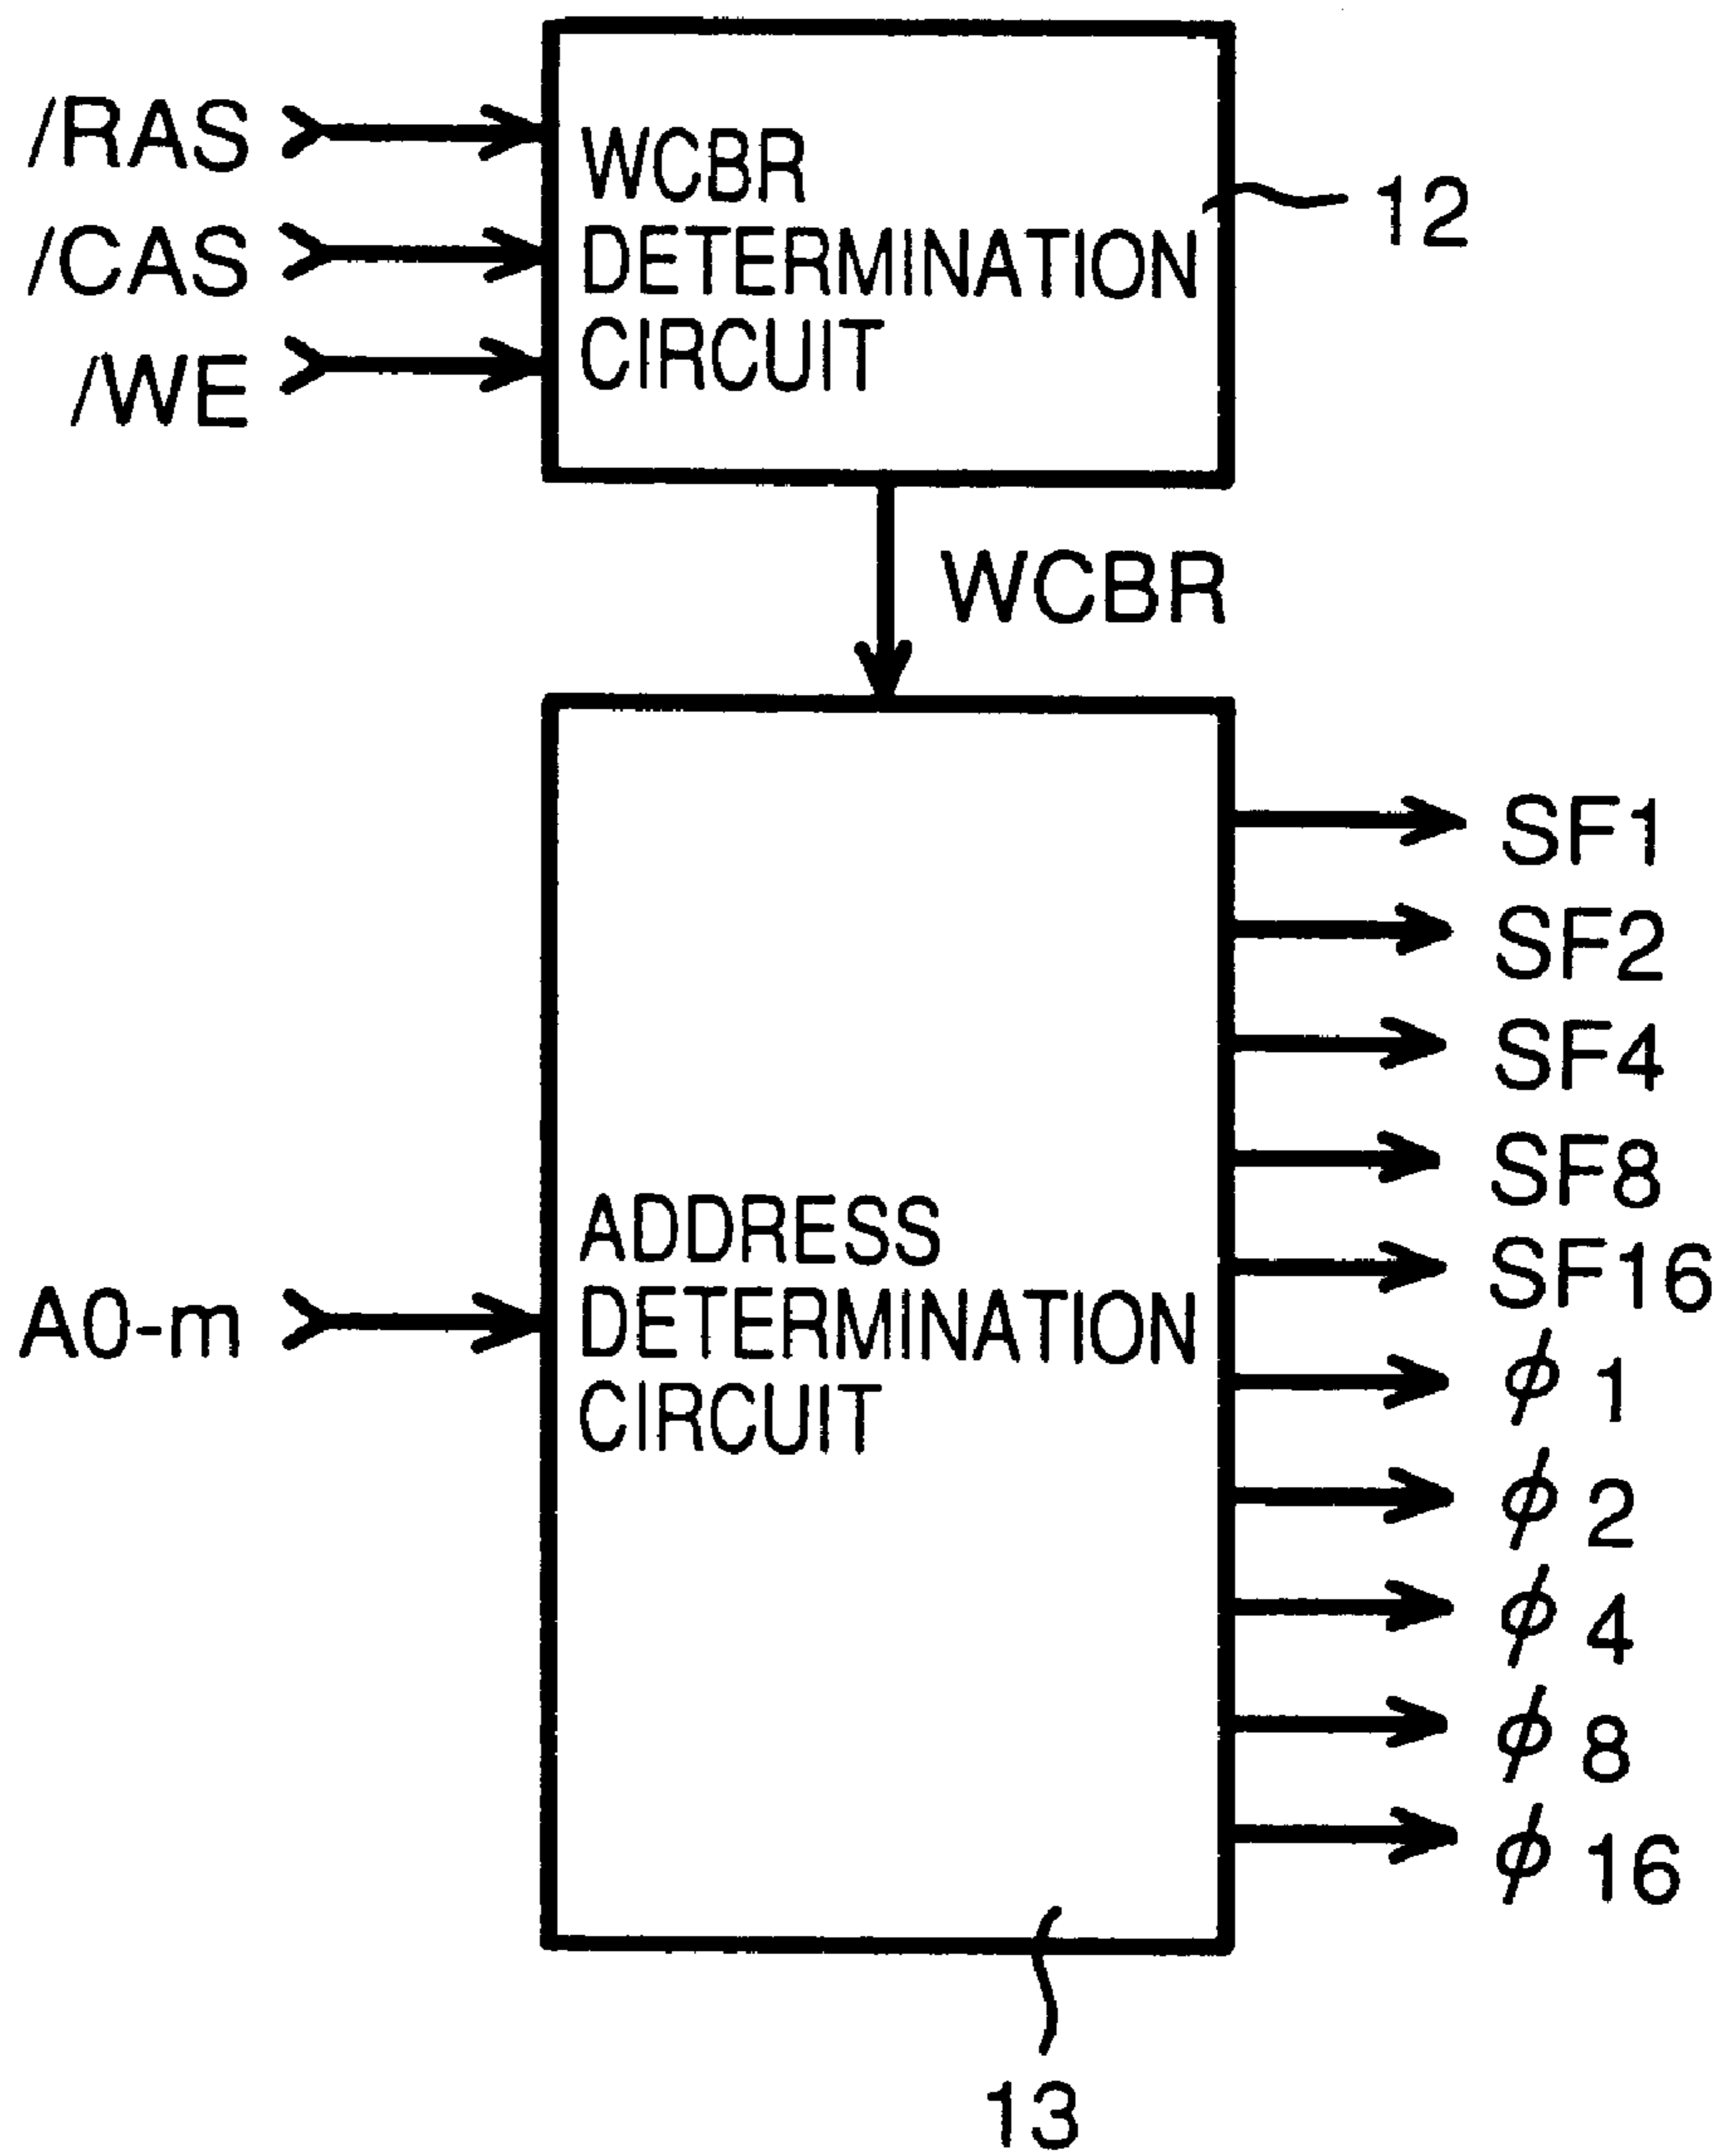 /RAS
/CAS
/WE
WCBR
DETERMINATION
CIRCUIT
12
WCBR
A0-m
ADDRESS
DETERMINATION
CIRCUIT
SF1
SF2
SF4
SF8
SF16
ϕ 1
ϕ 2
ϕ 4
ϕ 8
ϕ 16
13